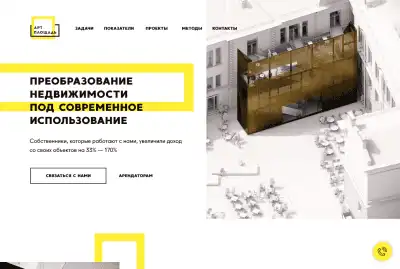 АРТ.
ПЛОЩАДЬ
ЗАДАЧИ ПОКАЗАТЕЛИ ПРОЕКТЫ МЕТОДЫ КОНТАКТЫ
ПРЕОБРАЗОВАНИЕ
НЕДВИЖИМОСТИ
ПОД СОВРЕМЕННОЕ
ИСПОЛЬЗОВАНИЕ
Собственники, которые работают с нами, увеличили доход
со своих объектов на 33% — 170%
СВЯЗАТЬСЯ С НАМИ АРЕНДАТОРАМ